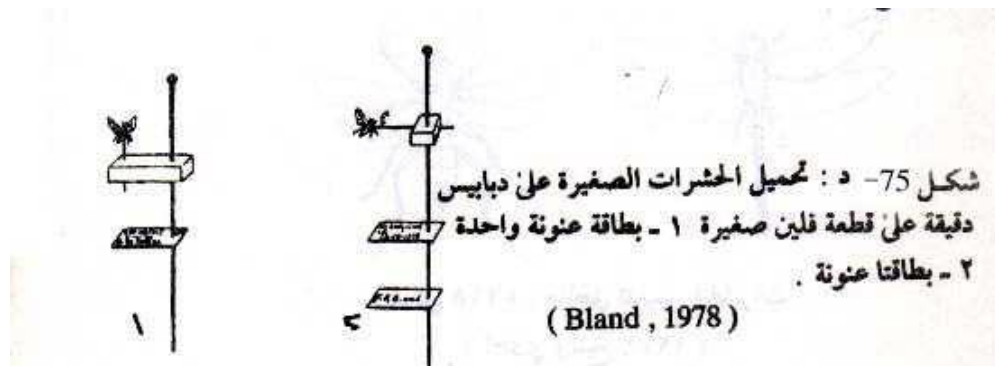 شكل 75- د : تحميل الحشرات الصغيرة على دبابيس
دقيقة على قطعة فلين صغيرة ١ ـ بطاقة عنونة واحدة
٢ ـ بطاقتا عنونة .
( Bland , 1978 )
١
٢